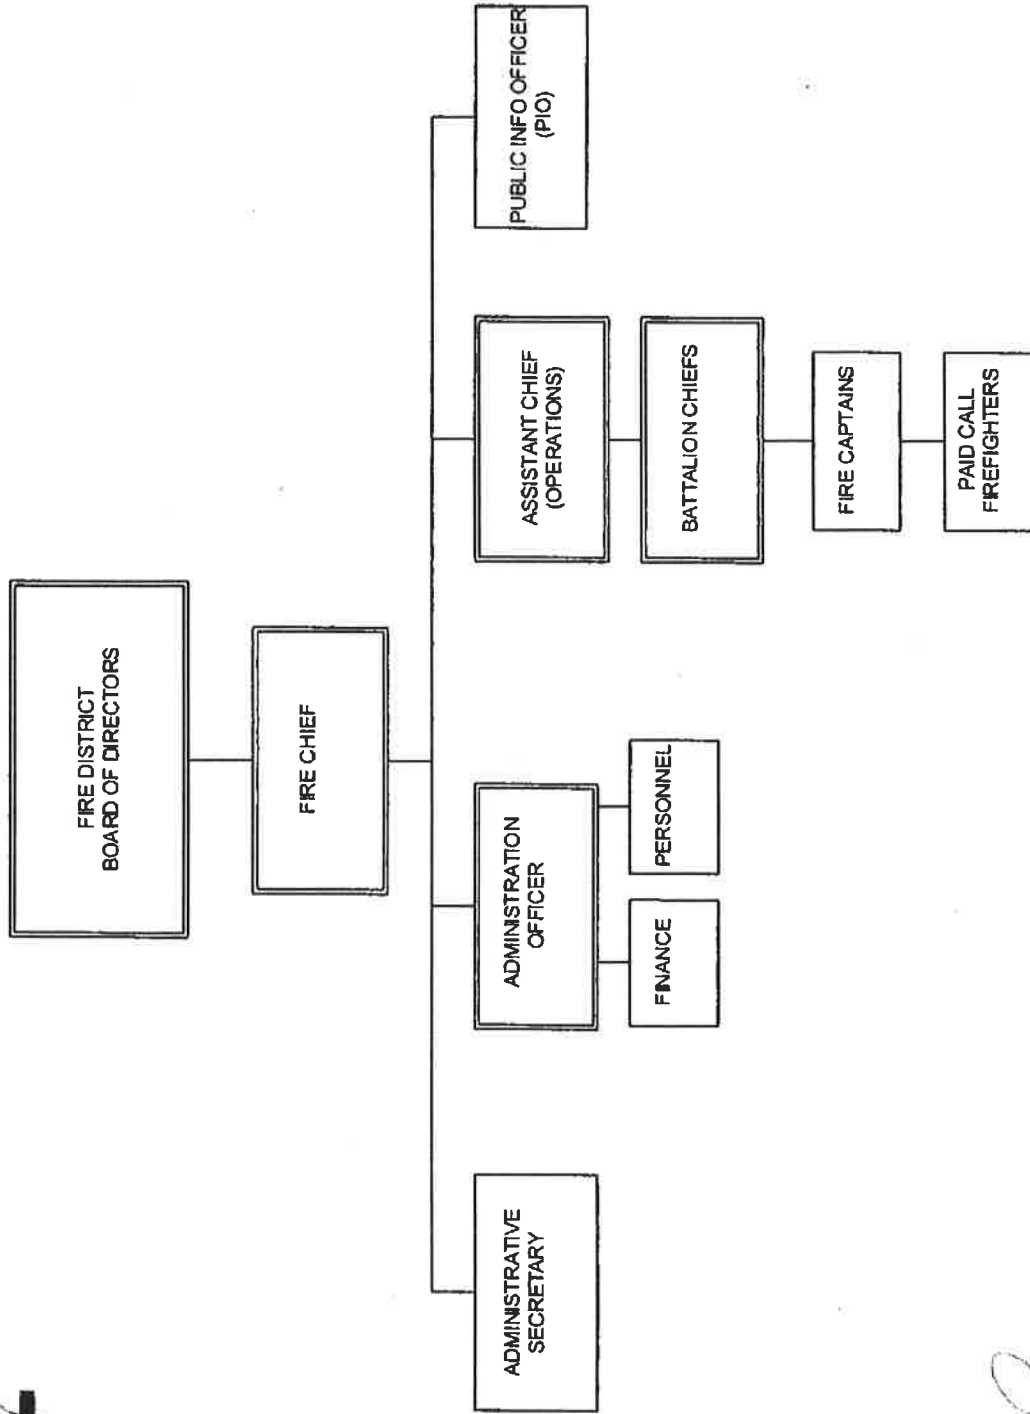 FIRE DISTRICT
BOARD OF DIRECTORS
FIRE CHIEF
ADMINISTRATIVE
SECRETARY
ADMINISTRATION
OFFICER
FINANCE
PERSONNEL
ASSISTANT CHIEF
(OPERATIONS)
BATTALION CHIEFS
FIRE CAPTAINS
PAID CALL
FIREFIGHTERS
PUBLIC INFO OFFICER
(PIO)